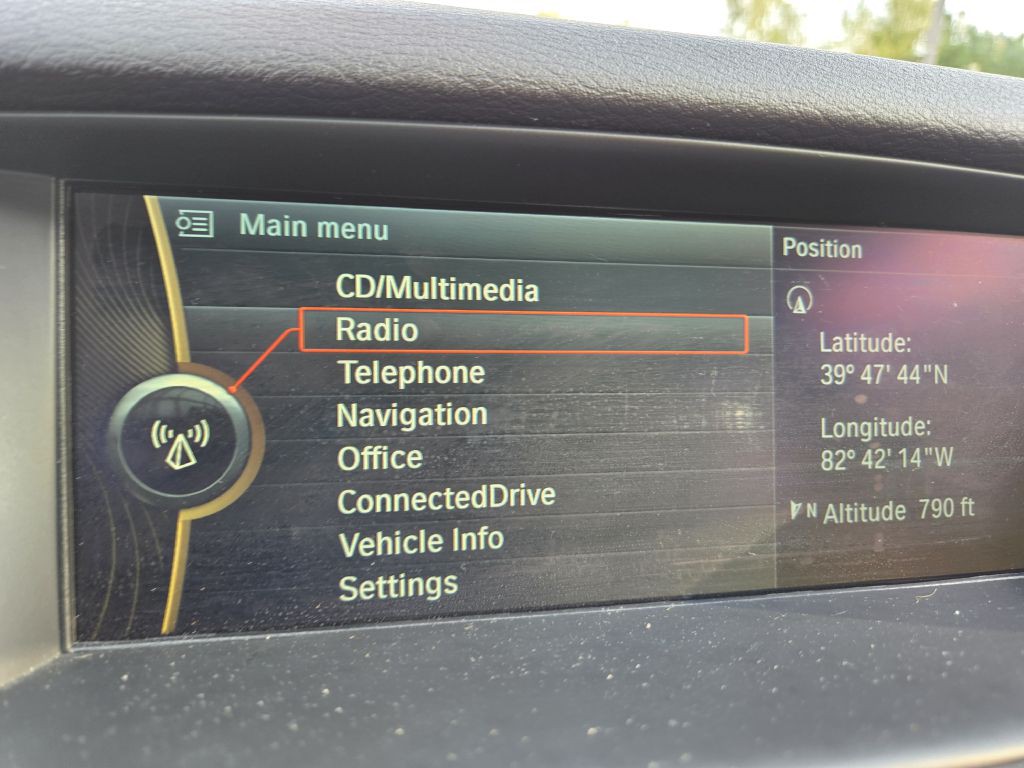 Main menu
CD/Multimedia
Radio
Telephone
Navigation
Office
ConnectedDrive
Vehicle Info
Settings
Position
Latitude:
39° 47' 44"N
Longitude:
82° 42' 14"W
N Altitude 790 ft